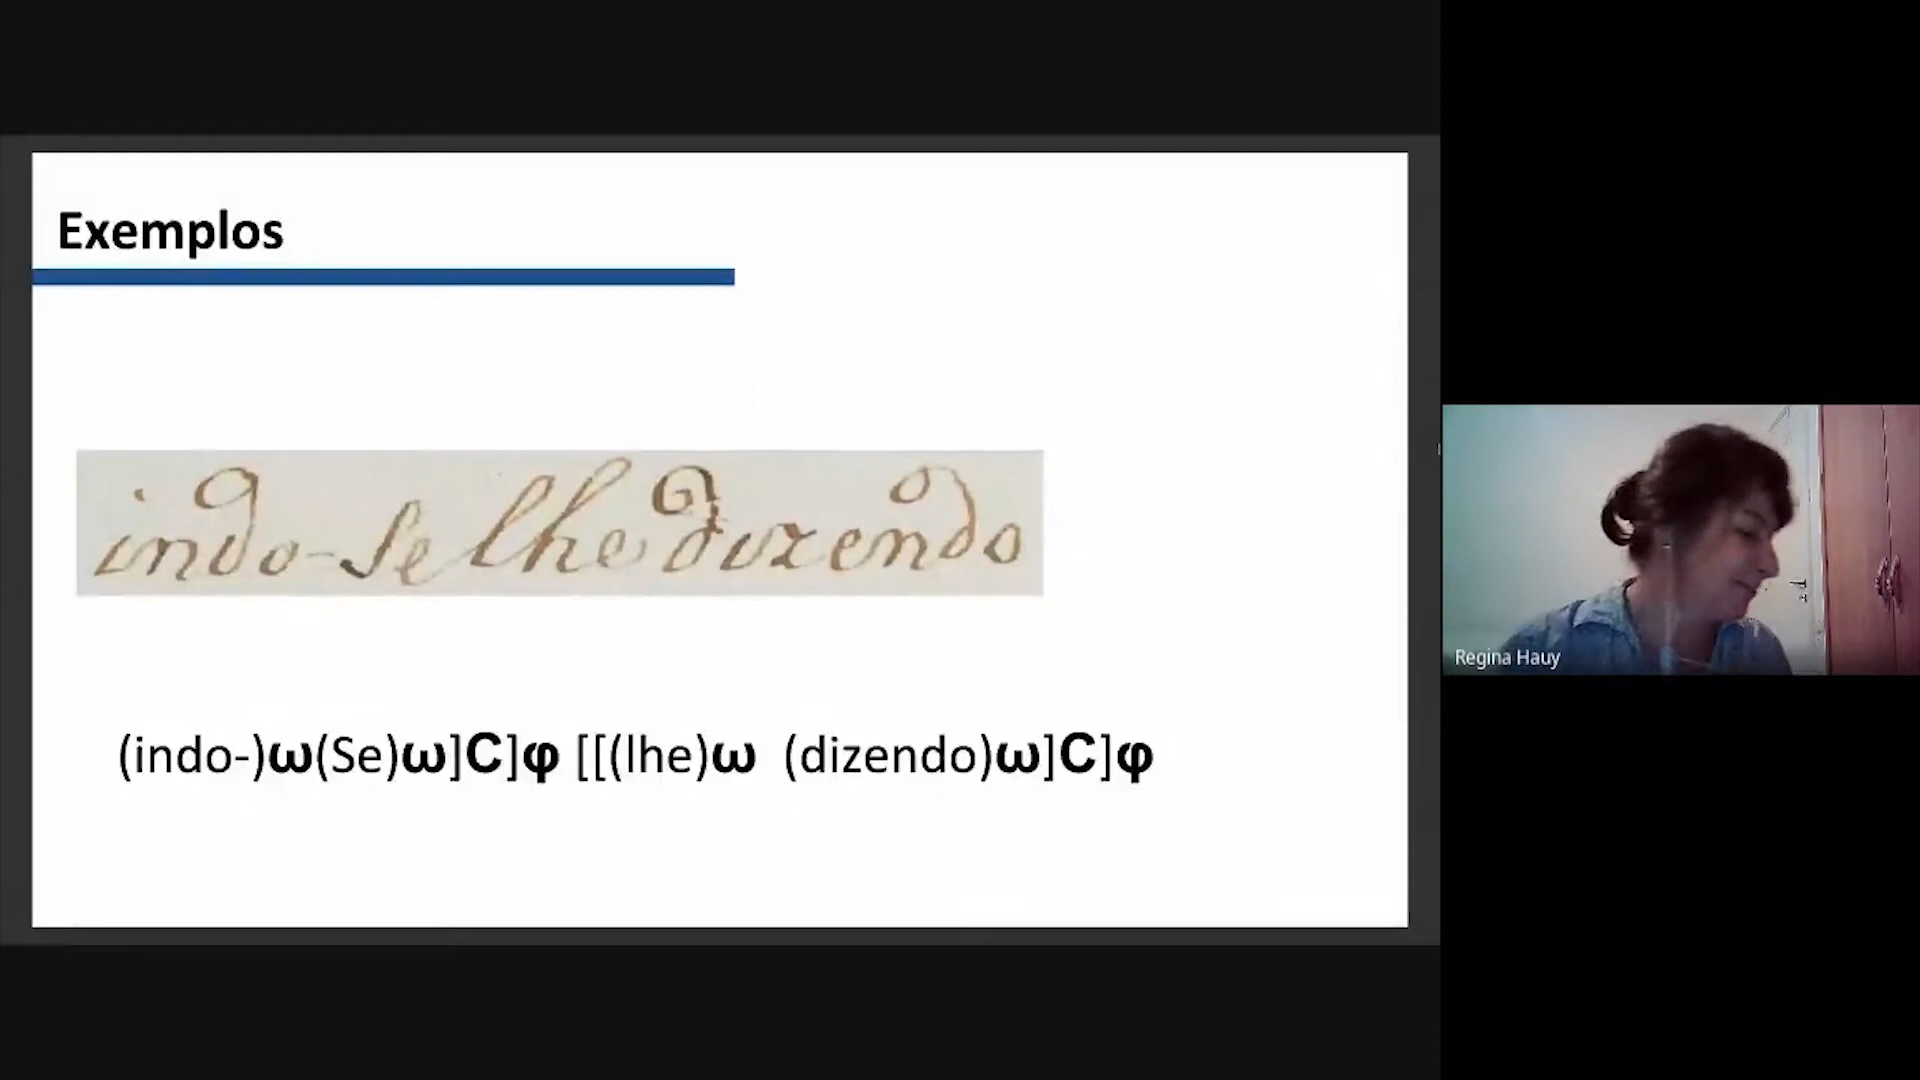 Exemplos
indo-Se lhe dizendo
(indo-)ω(Se)ω]C]φ [[(lhe)ω (dizendo)ω]C]φ
Regina Hauy